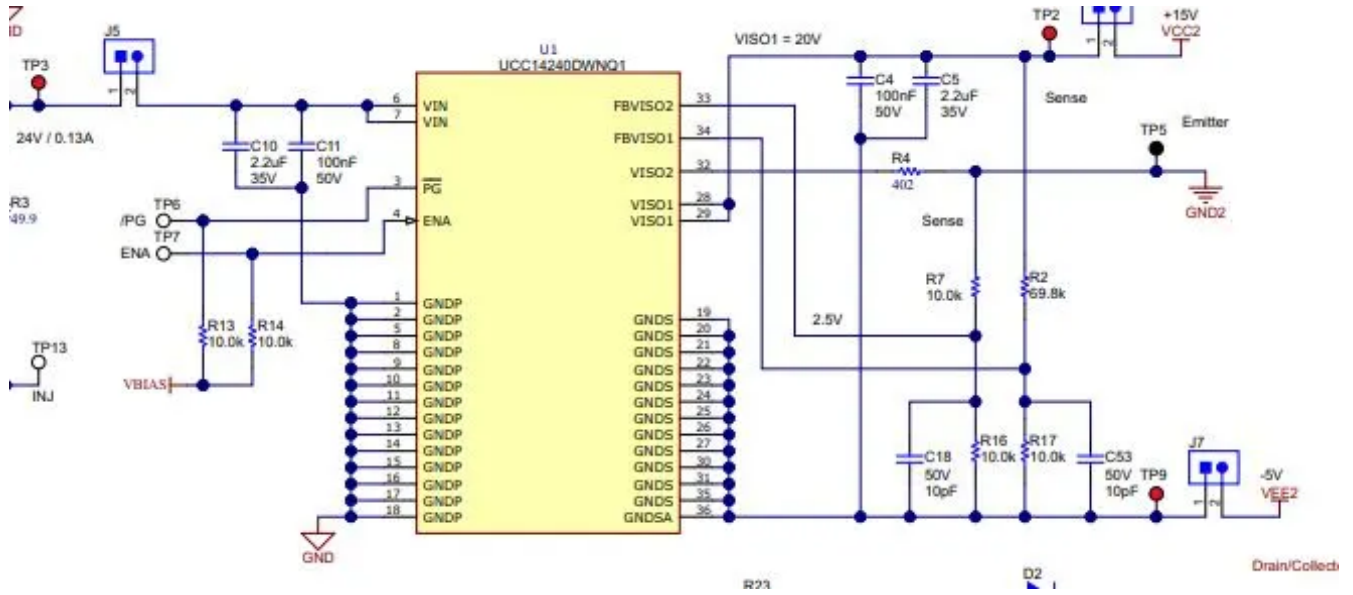 TP3
J5
1
2
24V / 0.13A
U1
UCC14240DWNQ1
VISO1 = 20V
TP2
1
2
+15V
VCC2
C10
2.2uF
35V
C11
100nF
50V
C4
100nF
50V
C5
2.2uF
35V
Sense
TP5
Emitter
GND2
R4
402
Sense
R3
49.9
/PG
TP6
ENA
TP7
6 VIN
7 VIN
3 PG
4 ENA
1 GNDP
2 GNDP
5 GNDP
8 GNDP
9 GNDP
10 GNDP
11 GNDP
12 GNDP
13 GNDP
14 GNDP
15 GNDP
16 GNDP
17 GNDP
18 GNDP
FBVISO2 33
FBVISO1 34
VISO2 32
VISO1 28
VISO1 29
GNDS 19
GNDS 20
GNDS 21
GNDS 22
GNDS 23
GNDS 24
GNDS 25
GNDS 26
GNDS 27
GNDS 30
GNDS 31
GNDS 35
GNDSA 36
R13
10.0k
R14
10.0k
VBIAS
TP13
INJ
GND
R7
10.0k
R2
69.8k
2.5V
C18
50V
10pF
R16
10.0k
R17
10.0k
C53
50V
10pF
TP9
J7
1
2
-5V
VEE2
R23
D2
Drain/Collect